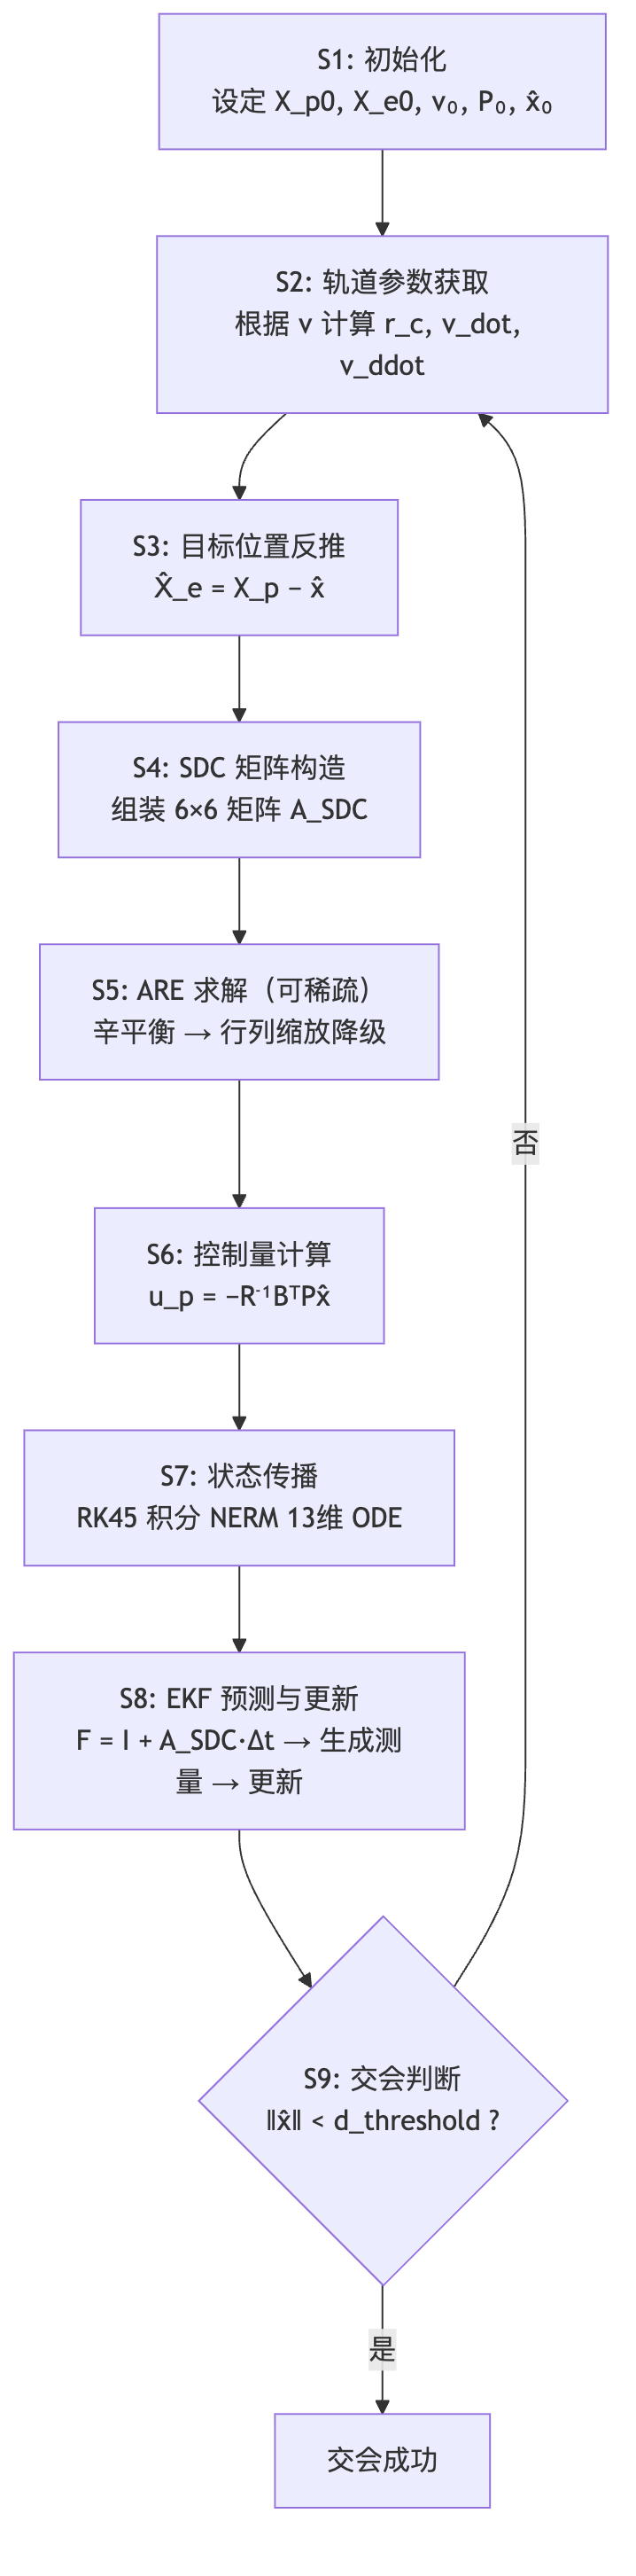 S1: 初始化
设定 X_p0, X_e0, v₀, P₀, x̂₀
S2: 轨道参数获取
根据 v 计算 r_c, v_dot,
v_ddot
S3: 目标位置反推
X̂_e = X_p − x̂
S4: SDC 矩阵构造
组装 6×6 矩阵 A_SDC
S5: ARE 求解（可稀疏）
辛平衡 → 行列缩放降级
S6: 控制量计算
u_p = −R⁻¹BᵀPx̂
S7: 状态传播
RK45 积分 NERM 13维 ODE
S8: EKF 预测与更新
F = I + A_SDC·Δt → 生成测
量 → 更新
否
S9: 交会判断
‖x̂‖ < d_threshold ?
是
交会成功